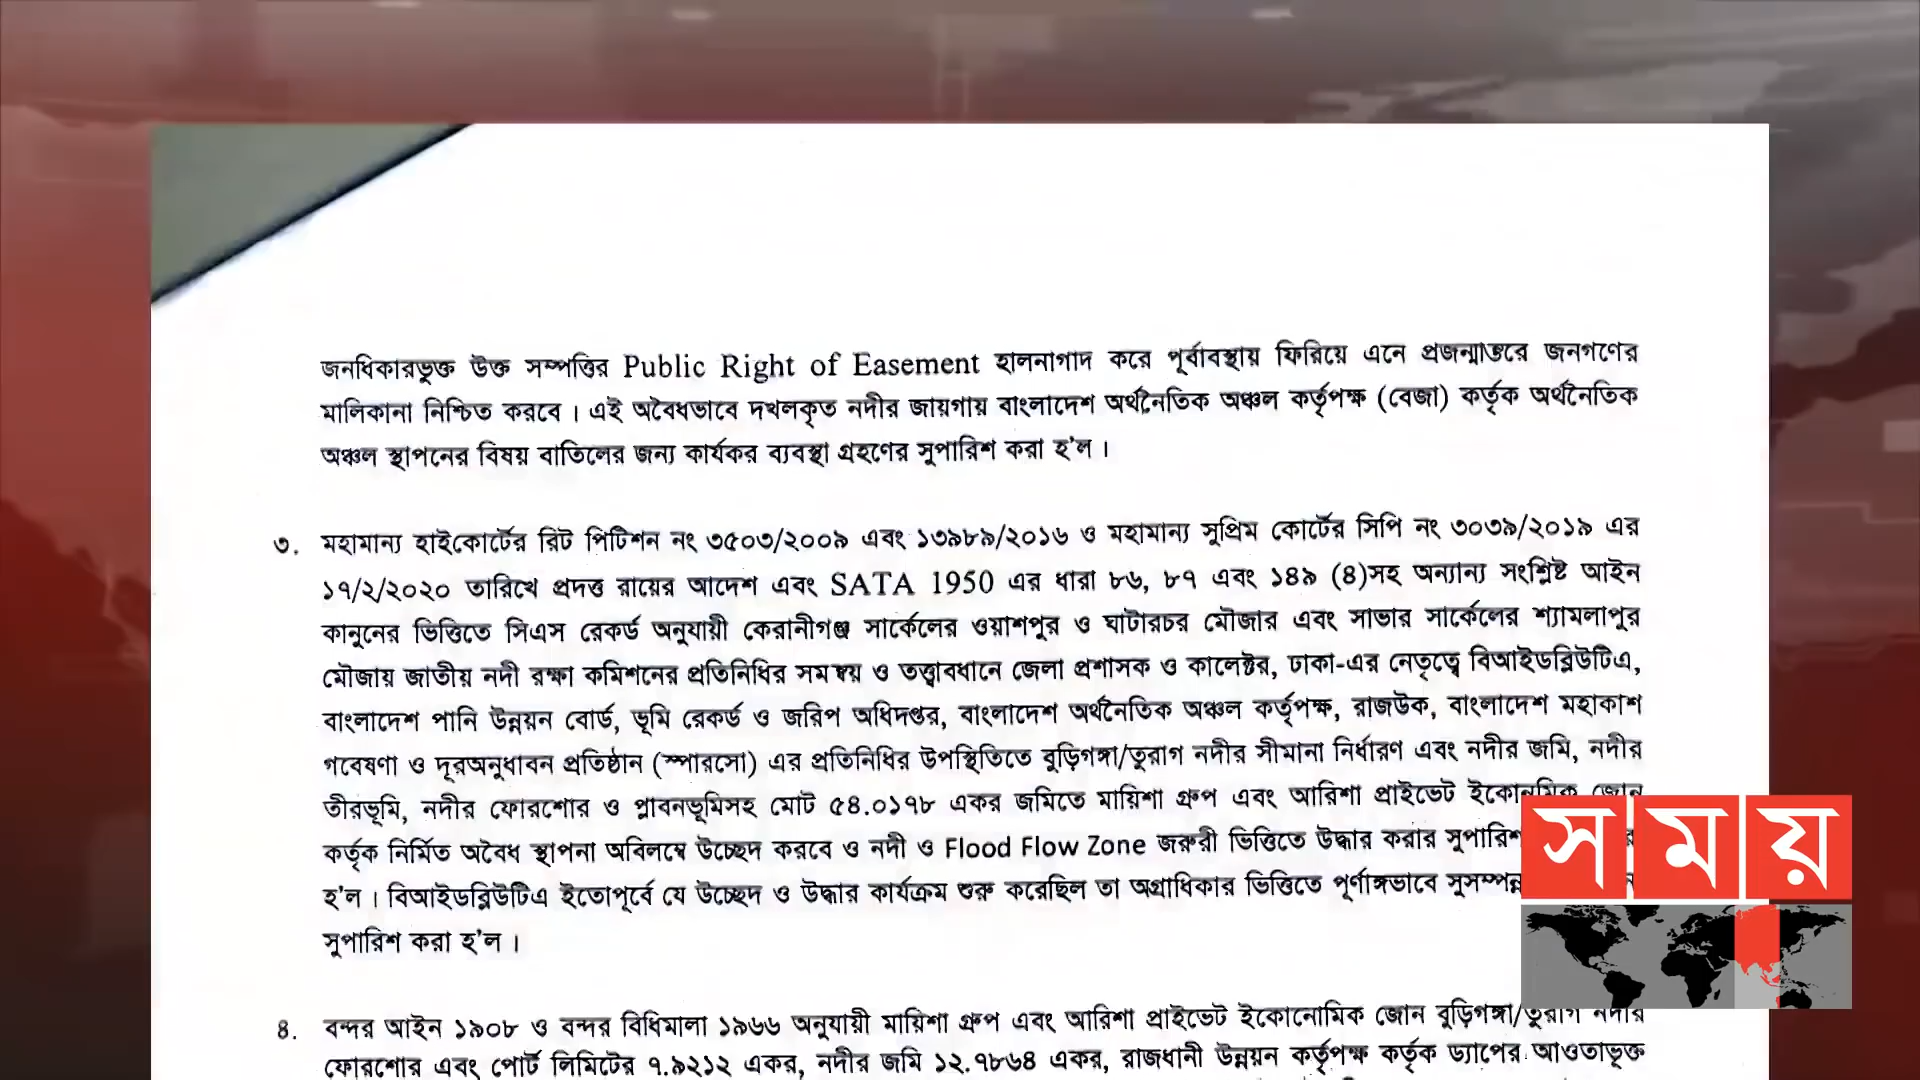 জনধিকারভুক্ত উক্ত সম্পত্তির Public Right of Easement হালনাগাদ করে পূর্বাবস্থায় ফিরিয়ে এনে প্রজন্মান্তরে জনগণের
মালিকানা নিশ্চিত করবে। এই অবৈধভাবে দখলকৃত নদীর জায়গায় বাংলাদেশ অর্থনৈতিক অঞ্চল কর্তৃপক্ষ (বেজা) কর্তৃক অর্থনৈতিক
অঞ্চল স্থাপনের বিষয় বাতিলের জন্য কার্যকর ব্যবস্থা গ্রহণের সুপারিশ করা হ'ল।
৩. মহামান্য হাইকোর্টের রিট পিটিশন নং ৩৫০৩/২০০৯ এবং ১৩৯৮৯/২০১৬ ও মহামান্য সুপ্রিম কোর্টের সিপি নং ৩০৩৯/২০১৯ এর
১৭/২/২০২০ তারিখে প্রদত্ত রায়ের আদেশ এবং SATA 1950 এর ধারা ৮৬, ৮৭ এবং ১৪৯ (৪)সহ অন্যান্য সংশ্লিষ্ট আইন
কানুনের ভিত্তিতে সিএস রেকর্ড অনুযায়ী কেরানীগঞ্জ সার্কেলের ওয়াশপুর ও ঘাটারচর মৌজার এবং সাভার সার্কেলের শ্যামলাপুর
মৌজায় জাতীয় নদী রক্ষা কমিশনের প্রতিনিধির সমন্বয় ও তত্ত্বাবধানে জেলা প্রশাসক ও কালেক্টর, ঢাকা-এর নেতৃত্বে বিআইডব্লিউটিএ,
বাংলাদেশ পানি উন্নয়ন বোর্ড, ভূমি রেকর্ড ও জরিপ অধিদপ্তর, বাংলাদেশ অর্থনৈতিক অঞ্চল কর্তৃপক্ষ, রাজউক, বাংলাদেশ মহাকাশ
গবেষণা ও দূরঅনুধাবন প্রতিষ্ঠান (স্পারসো) এর প্রতিনিধির উপস্থিতিতে বুড়িগঙ্গা/তুরাগ নদীর সীমানা নির্ধারণ এবং নদীর জমি, নদীর
তীরভূমি, নদীর ফোরশোর ও প্লাবনভূমিসহ মোট ৫৪.০১৭৮ একর জমিতে মায়িশা গ্রুপ এবং আরিশা প্রাইভেট ইকোনমিক জোন
কর্তৃক নির্মিত অবৈধ স্থাপনা অবিলম্বে উচ্ছেদ করবে ও নদী ও Flood Flow Zone জরুরী ভিত্তিতে উদ্ধার করার সুপারিশ
হ'ল। বিআইডব্লিউটিএ ইতোপূর্বে যে উচ্ছেদ ও উদ্ধার কার্যক্রম শুরু করেছিল তা অগ্রাধিকার ভিত্তিতে পূর্ণাঙ্গভাবে সুসম্পন্ন
সুপারিশ করা হ'ল।
৪. বন্দর আইন ১৯০৮ ও বন্দর বিধিমালা ১৯৬৬ অনুযায়ী মায়িশা গ্রুপ এবং আরিশা প্রাইভেট ইকোনোমিক জোন বুড়িগঙ্গা/তুরাগ নদীর
ফোরশোর এবং পোর্ট লিমিটের ৭.৯২১২ একর, নদীর জমি ১২.৭৮৬৪ একর, রাজধানী উন্নয়ন কর্তৃপক্ষ কর্তৃক ড্যাপের আওতাভূক্ত
সময়